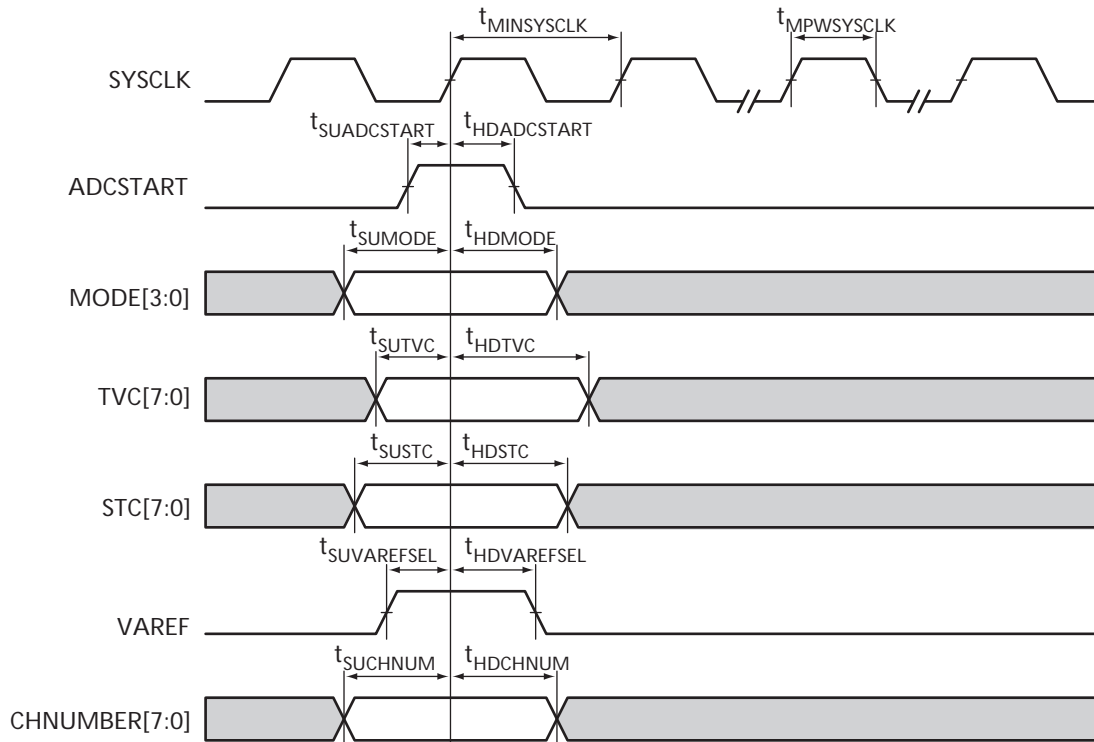 tMINSYSCLK
tMPWSYSCLK
SYSCLK
tSUADCSTART
tHDADCSTART
ADCSTART
tSUMODE
tHDMODE
MODE[3:0]
tSUTVC
tHDTVC
TVC[7:0]
tSUSTC
tHDSTC
STC[7:0]
tSUVAREFSEL
tHDVAREFSEL
VAREF
tSUCHNUM
tHDCHNUM
CHNUMBER[7:0]